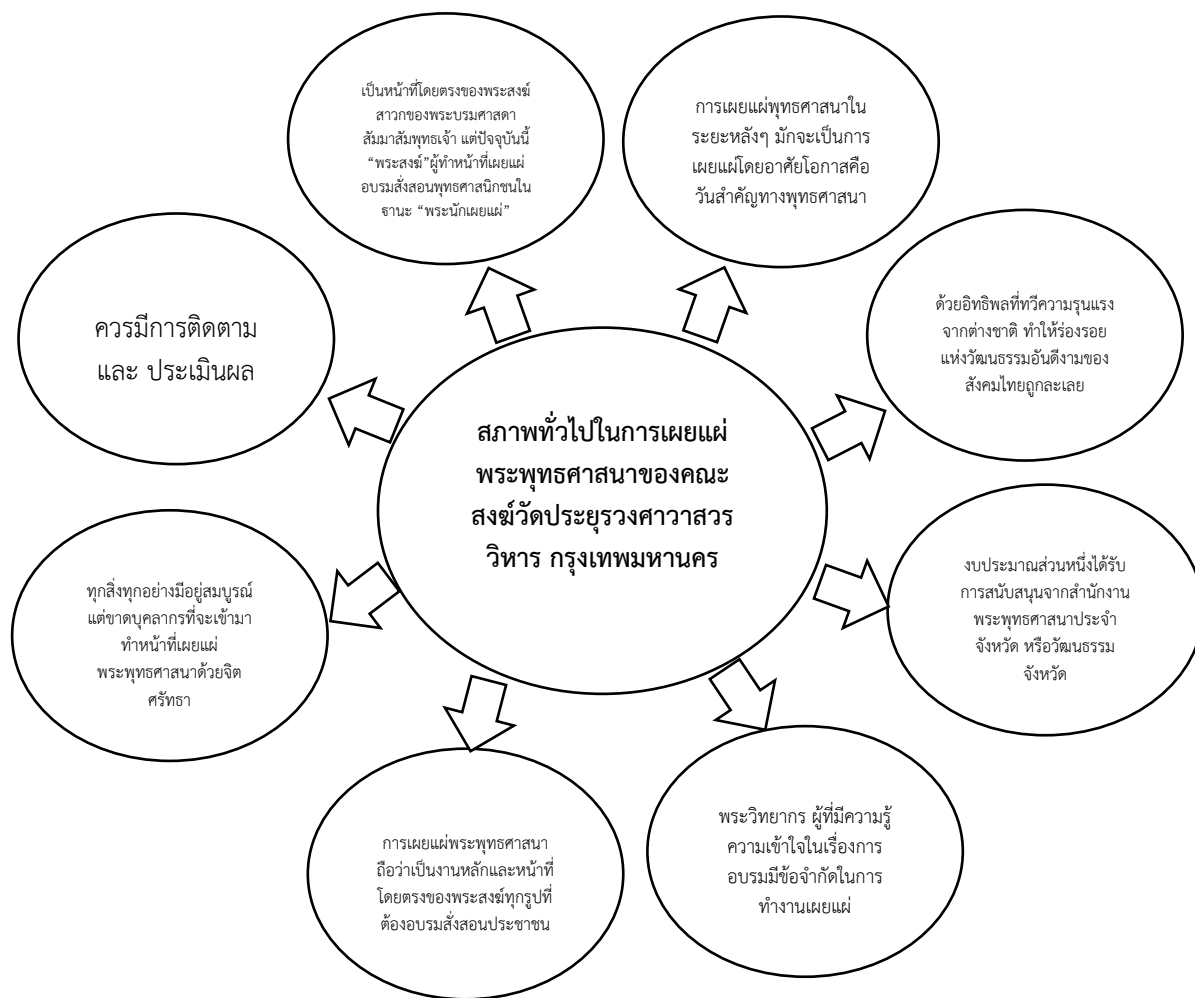 เป็นหน้าที่โดยตรงของพระสงฆ์
สาวกของพระบรมศาสดา
สัมมาสัมพุทธเจ้า แต่ปัจจุบันนี้
“พระสงฆ์”ผู้ทำหน้าที่เผยแผ่
อบรมสั่งสอนพุทธศาสนิกชนใน
ฐานะ “พระนักเผยแผ่”
การเผยแผ่พุทธศาสนาใน
ระยะหลังๆ มักจะเป็นการ
เผยแผ่โดยอาศัยโอกาสคือ
วันสำคัญทางพุทธศาสนา
ด้วยอิทธิพลที่ทวีความรุนแรง
จากต่างชาติ ทำให้ร่องรอย
แห่งวัฒนธรรมอันดีงามของ
สังคมไทยถูกละเลย
งบประมาณส่วนหนึ่งได้รับ
การสนับสนุนจากสำนักงาน
พระพุทธศาสนาประจำ
จังหวัด หรือวัฒนธรรม
จังหวัด
พระวิทยากร ผู้ที่มีความรู้
ความเข้าใจในเรื่องการ
อบรมมีข้อจำกัดในการ
ทำงานเผยแผ่
การเผยแผ่พระพุทธศาสนา
ถือว่าเป็นงานหลักและหน้าที่
โดยตรงของพระสงฆ์ทุกรูปที่
ต้องอบรมสั่งสอนประชาชน
ทุกสิ่งทุกอย่างมีอยู่สมบูรณ์
แต่ขาดบุคลากรที่จะเข้ามา
ทำหน้าที่เผยแผ่
พระพุทธศาสนาด้วยจิต
ศรัทธา
ควรมีการติดตาม
และ ประเมินผล
สภาพทั่วไปในการเผยแผ่
พระพุทธศาสนาของคณะ
สงฆ์วัดประยุรวงศาวาสวร
วิหาร กรุงเทพมหานคร